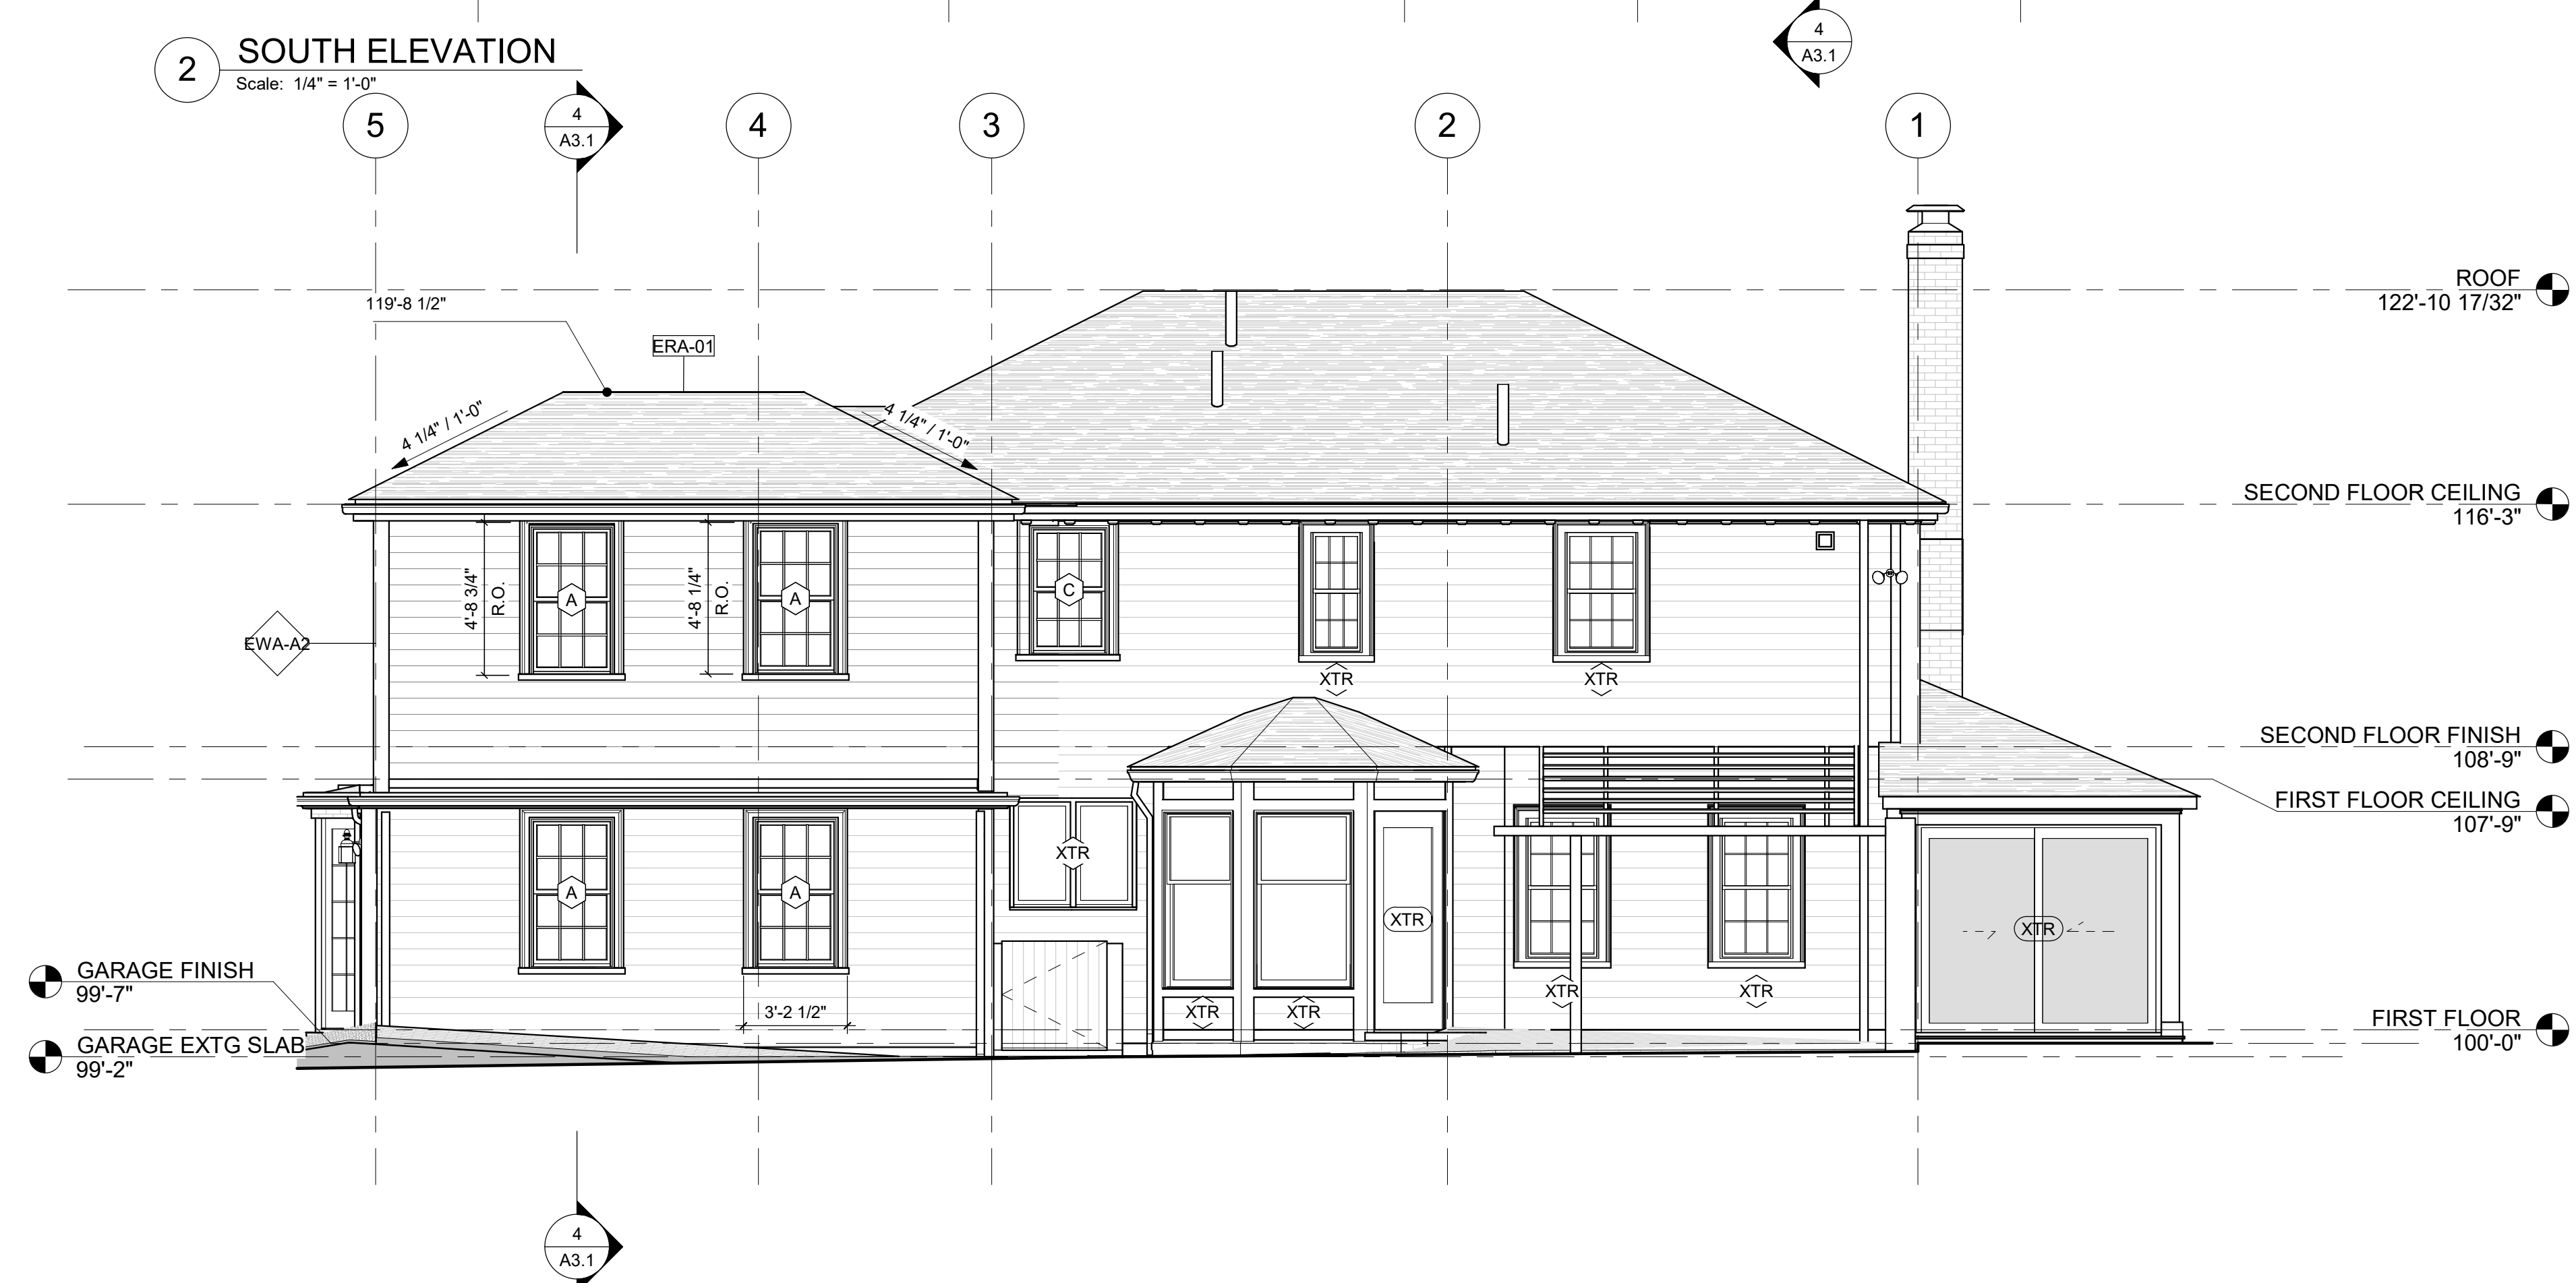 4
A3.1
2
SOUTH ELEVATION
Scale: 1/4" = 1'-0"
5
4
A3.1
4
3
2
1
ROOF
122'-10 17/32"
119'-8 1/2"
ERA-01
4 1/4" / 1'-0"
4 1/4" / 1'-0"
SECOND FLOOR CEILING
116'-3"
4'-8 3/4"
R.O.
A
4'-8 1/4"
R.O.
A
C
EWA-A2
XTR
XTR
SECOND FLOOR FINISH
108'-9"
FIRST FLOOR CEILING
107'-9"
XTR
A
A
XTR
XTR
GARAGE FINISH
99'-7"
XTR
XTR
XTR
XTR
3'-2 1/2"
FIRST FLOOR
100'-0"
GARAGE EXTG SLAB
99'-2"
4
A3.1